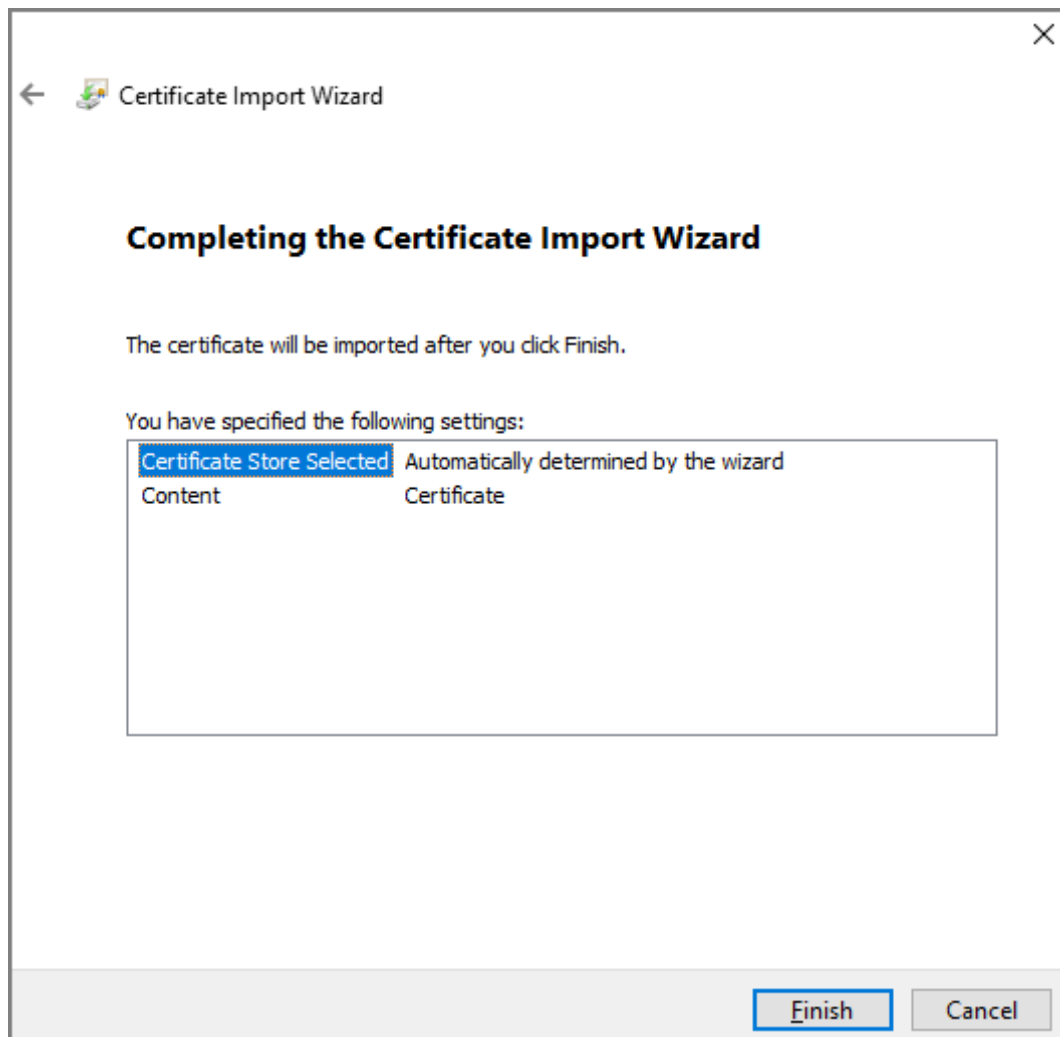 Certificate Import Wizard
Completing the Certificate Import Wizard
The certificate will be imported after you click Finish.
You have specified the following settings:
Certificate Store Selected Automatically determined by the wizard
Content Certificate
Finish Cancel